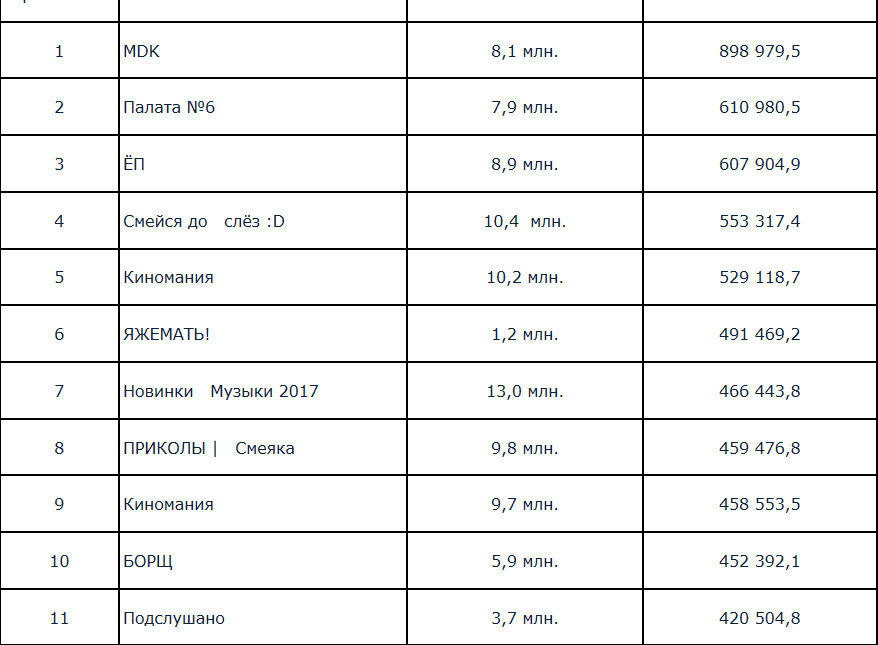 1 MDK 8,1 млн. 898 979,5
2 Палата №6 7,9 млн. 610 980,5
3 ЁП 8,9 млн. 607 904,9
4 Смейся до слёз :D 10,4 млн. 553 317,4
5 Киномания 10,2 млн. 529 118,7
6 ЯЖЕМАТЬ! 1,2 млн. 491 469,2
7 Новинки Музыки 2017 13,0 млн. 466 443,8
8 ПРИКОЛЫ | Смеяка 9,8 млн. 459 476,8
9 Киномания 9,7 млн. 458 553,5
10 БОРЩ 5,9 млн. 452 392,1
11 Подслушано 3,7 млн. 420 504,8